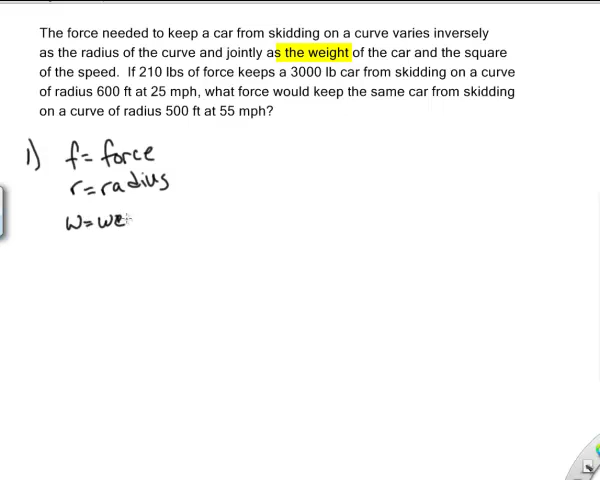 The force needed to keep a car from skidding on a curve varies inversely
as the radius of the curve and jointly as the weight of the car and the square
of the speed. If 210 lbs of force keeps a 3000 lb car from skidding on a curve
of radius 600 ft at 25 mph, what force would keep the same car from skidding
on a curve of radius 500 ft at 55 mph?
1) f = force
r = radius
w = we